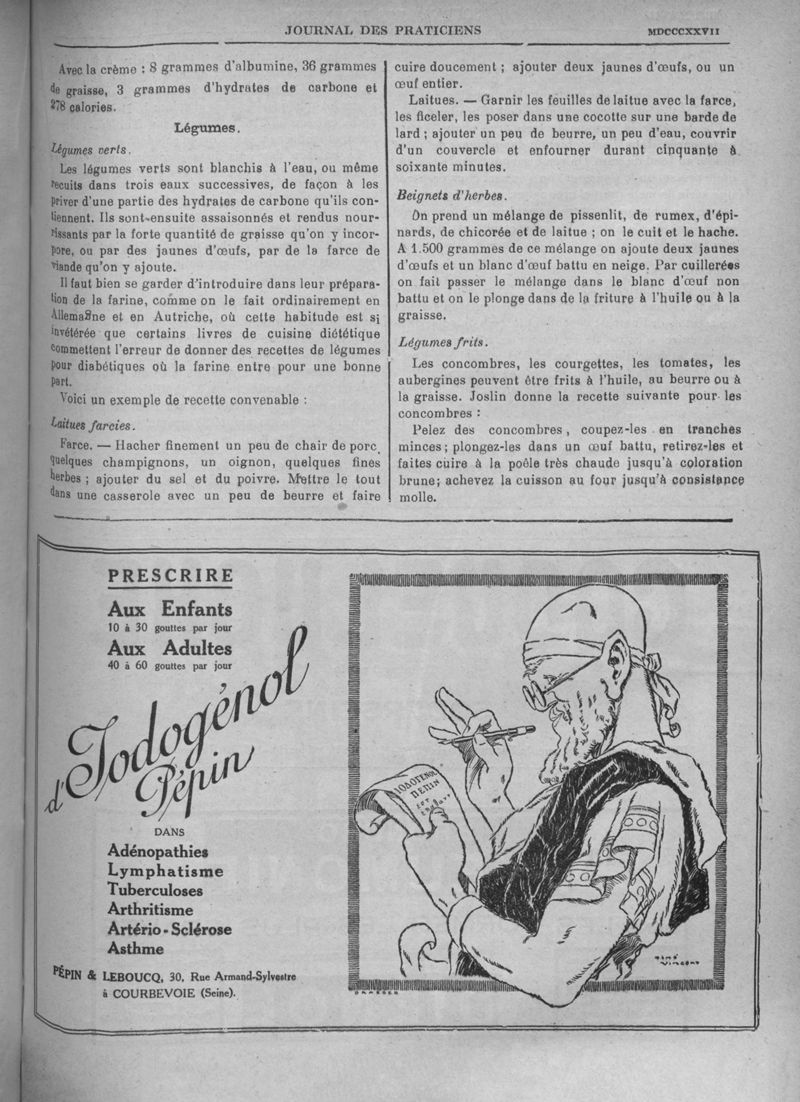 JOURNAL DES PRATICIENS
MDCCCXXVII
Avec la crème : 8 grammes d'albumine, 36 grammes
de graisse, 3 grammes d'hydrates de carbone et
278 calories.
Légumes.
Légumes verts.
Les légumes verts sont blanchis à l'eau, ou même
recuits dans trois eaux successives, de façon à les
priver d'une partie des hydrates de carbone qu'ils con-
tiennent. Ils sont ensuite assaisonnés et rendus nour-
rissants par la forte quantité de graisse qu'on y incor-
pore, ou par des jaunes d'œufs, par de la farce de
viande qu'on y ajoute.
Il faut bien se garder d'introduire dans leur prépara-
tion de la farine, comme on le fait ordinairement en
Allemagne et en Autriche, où cette habitude est si
invétérée que certains livres de cuisine diététique
commettent l'erreur de donner des recettes de légumes
pour diabétiques où la farine entre pour une bonne
part.
Voici un exemple de recette convenable :
Laitues farcies.
Farce. — Hacher finement un peu de chair de porc,
quelques champignons, un oignon, quelques fines
herbes ; ajouter du sel et du poivre. Mettre le tout
dans une casserole avec un peu de beurre et faire
cuire doucement ; ajouter deux jaunes d'œufs, ou un
œuf entier.
Laitues. — Garnir les feuilles de laitue avec la farce,
les ficeler, les poser dans une cocotte sur une barde de
lard ; ajouter un peu de beurre, un peu d'eau, couvrir
d'un couvercle et enfourner durant cinquante à
soixante minutes.
Beignets d'herbes.
On prend un mélange de pissenlit, de rumex, d'épi-
nards, de chicorée et de laitue ; on le cuit et le hache.
A 1.500 grammes de ce mélange on ajoute deux jaunes
d'œufs et un blanc d'œuf battu en neige. Par cuillerées
on fait passer le mélange dans le blanc d'œuf non
battu et on le plonge dans de la friture à l'huile ou à la
graisse.
Légumes frits.
Les concombres, les courgettes, les tomates, les
aubergines peuvent être frits à l'huile, au beurre ou à
la graisse. Joslin donne la recette suivante pour les
concombres :
Pelez des concombres, coupez-les en tranches
minces ; plongez-les dans un œuf battu, retirez-les et
faites cuire à la poêle très chaude jusqu'à coloration
brune; achevez la cuisson au four jusqu'à consistance
molle.
PRESCRIRE
Aux Enfants
10 à 30 gouttes par jour
Aux Adultes
40 à 60 gouttes par jour
d'Iodogénol
Pépin
DANS
Adénopathies
Lymphatisme
Tuberculoses
Arthritisme
Artério-Sclérose
Asthme
PÉPIN & LEBOUCQ, 30, Rue Armand-Sylvestre
à COURBEVOIE (Seine).
IODOGENOL
PEPIN
AIMÉ
VINCENT